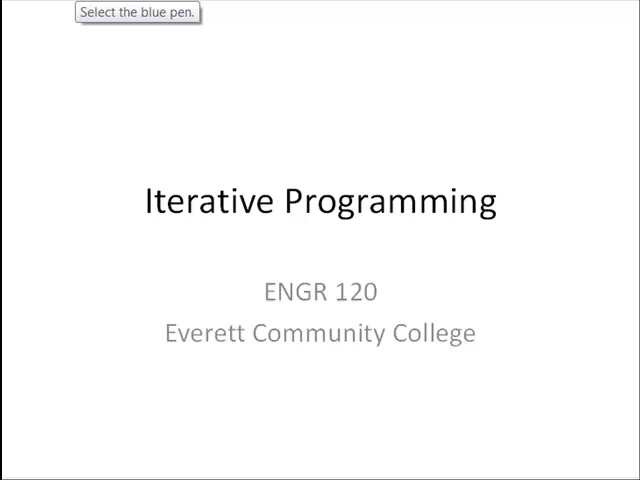 Select the blue pen.
Iterative Programming
ENGR 120
Everett Community College